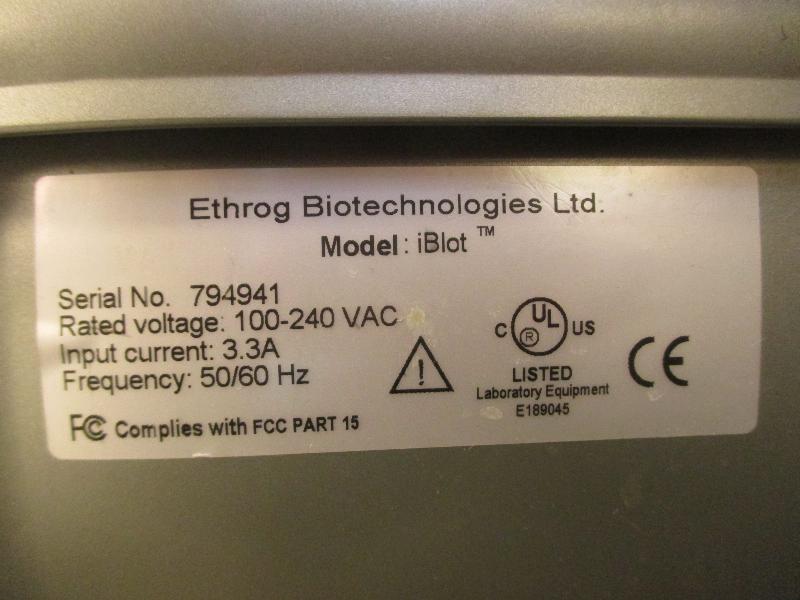 Ethrog Biotechnologies Ltd.
Model: iBlot ™
Serial No. 794941
Rated voltage: 100-240 VAC
Input current: 3.3A
Frequency: 50/60 Hz
FC Complies with FCC PART 15
!
C UL ® US
LISTED
Laboratory Equipment
E189045
CE